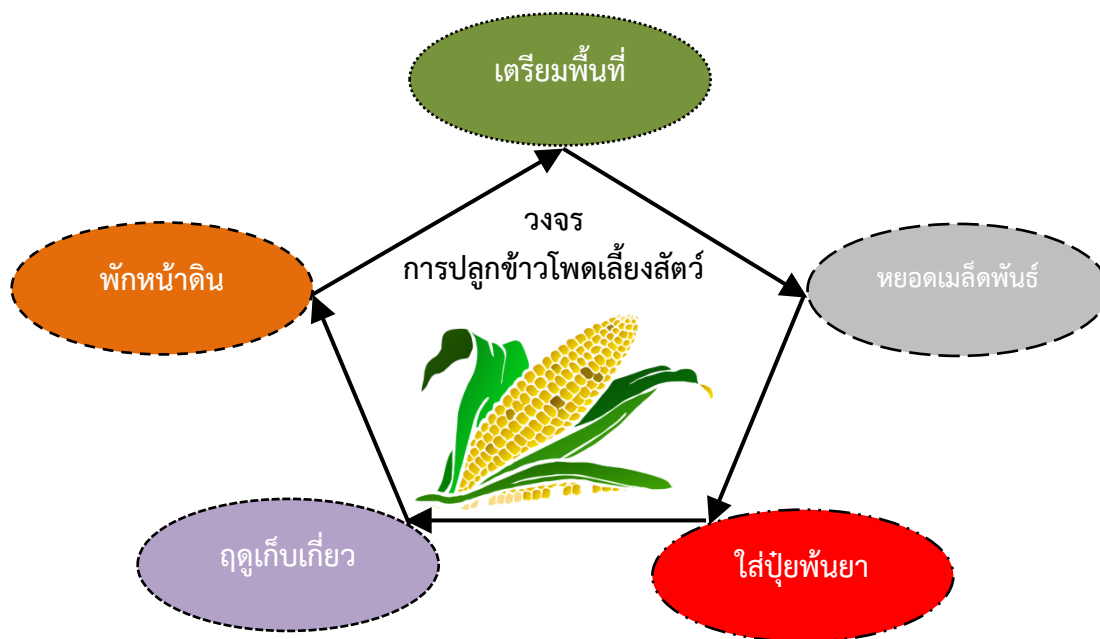 เตรียมพื้นที่
วงจร
การปลูกข้าวโพดเลี้ยงสัตว์
พักหน้าดิน
หยอดเมล็ดพันธ์
ฤดูเก็บเกี่ยว
ใส่ปุ๋ยพ้นยา